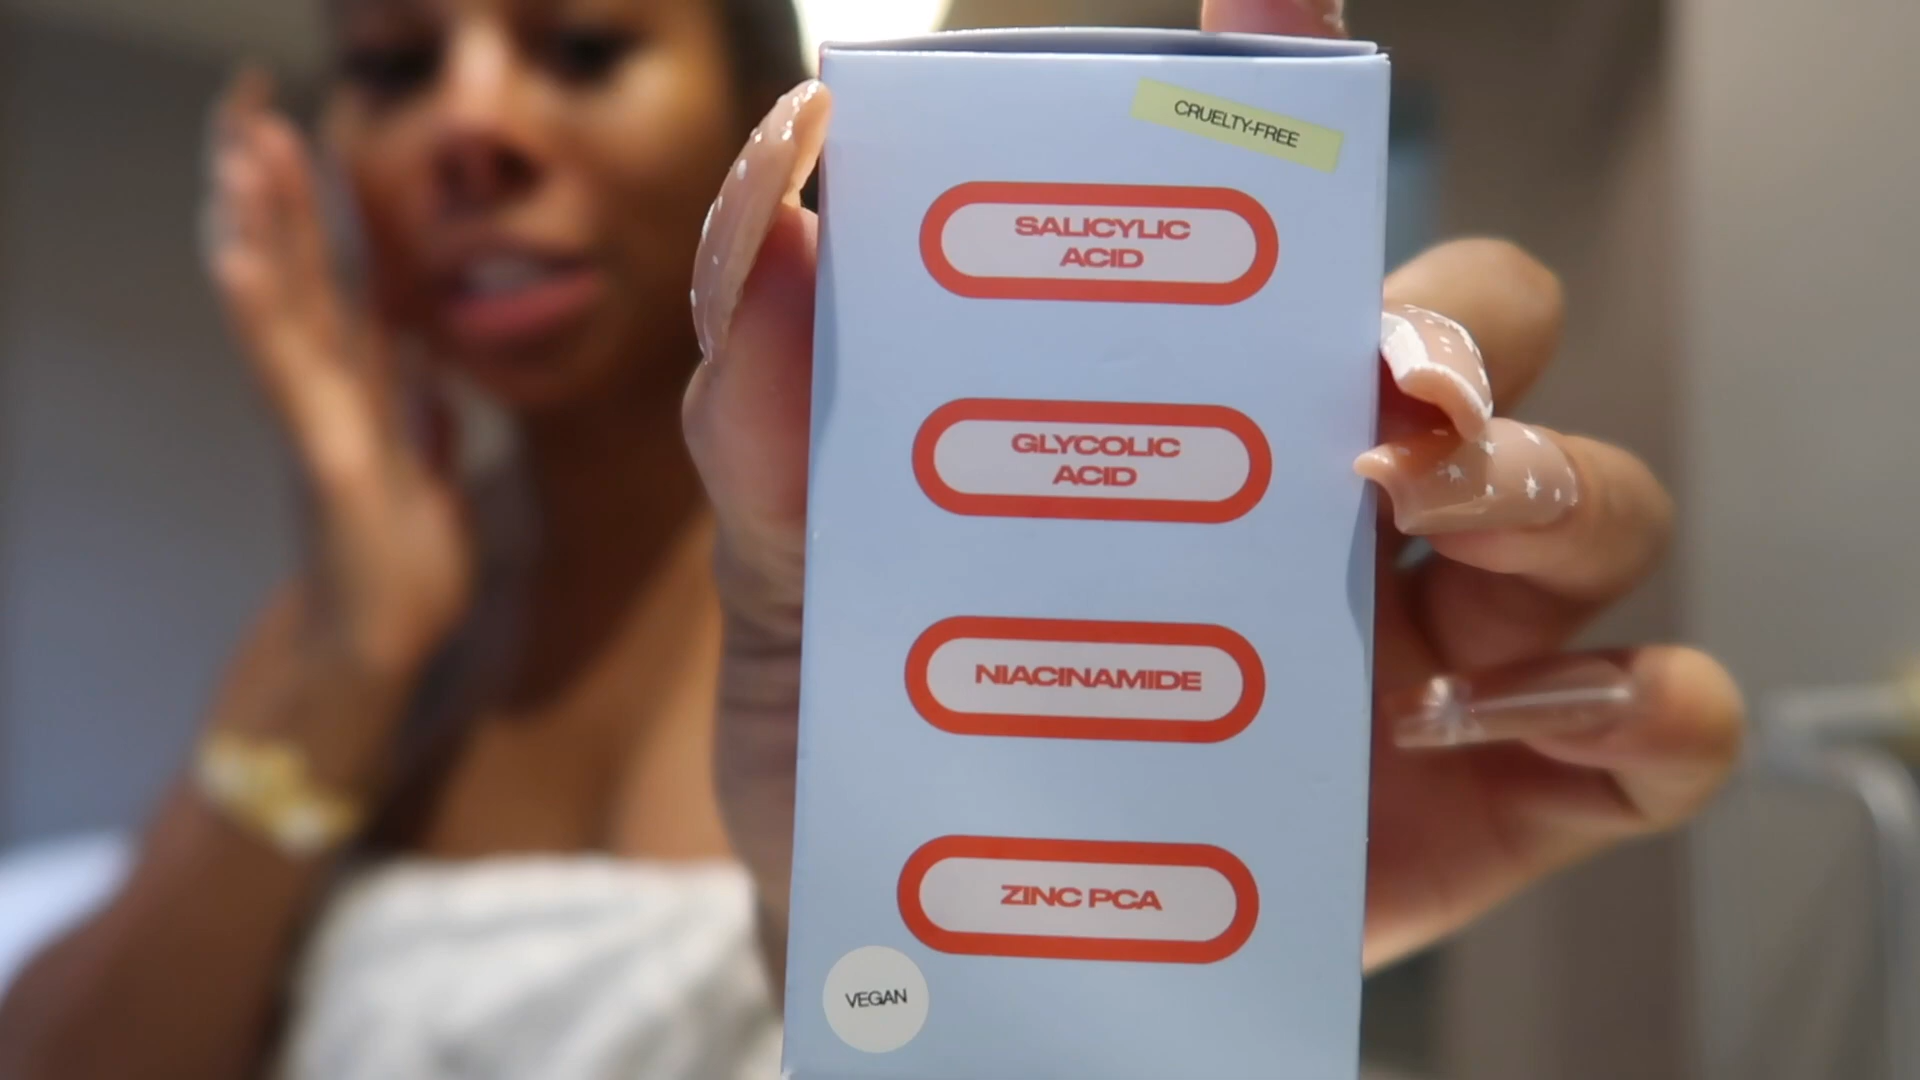 CRUELTY-FREE
SALICYLIC
ACID
GLYCOLIC
ACID
NIACINAMIDE
ZINC PCA
VEGAN